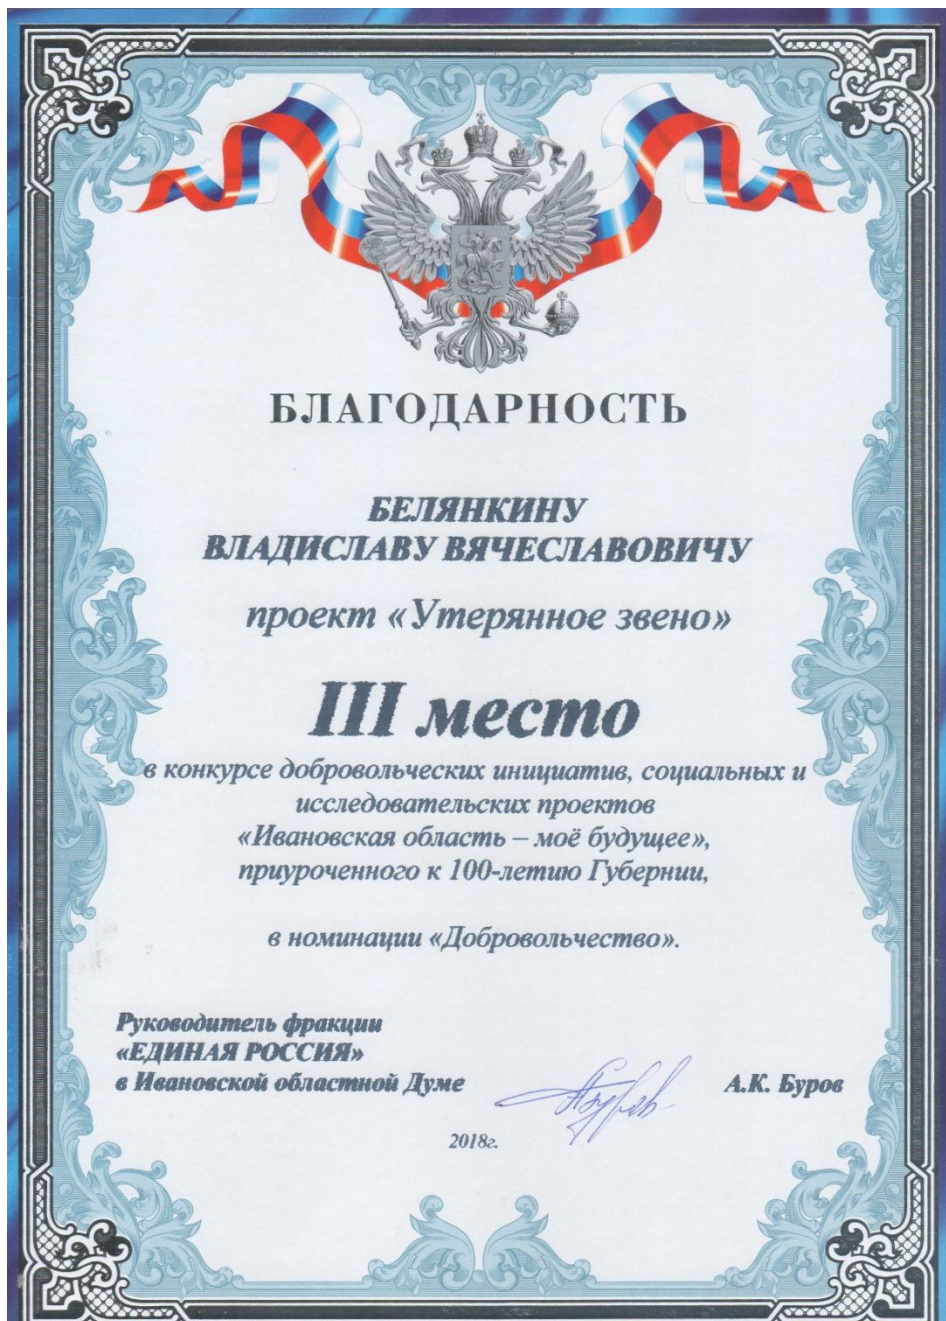 БЛАГОДАРНОСТЬ
БЕЛЯНКИНУ
ВЛАДИСЛАВУ ВЯЧЕСЛАВОВИЧУ
проект «Утерянное звено»
III место
в конкурсе добровольческих инициатив, социальных и
исследовательских проектов
«Ивановская область – моё будущее»,
приуроченного к 100-летию Губернии,
в номинации «Добровольчество».
Руководитель фракции
«ЕДИНАЯ РОССИЯ»
в Ивановской областной Думе А.К. Буров
2018г.